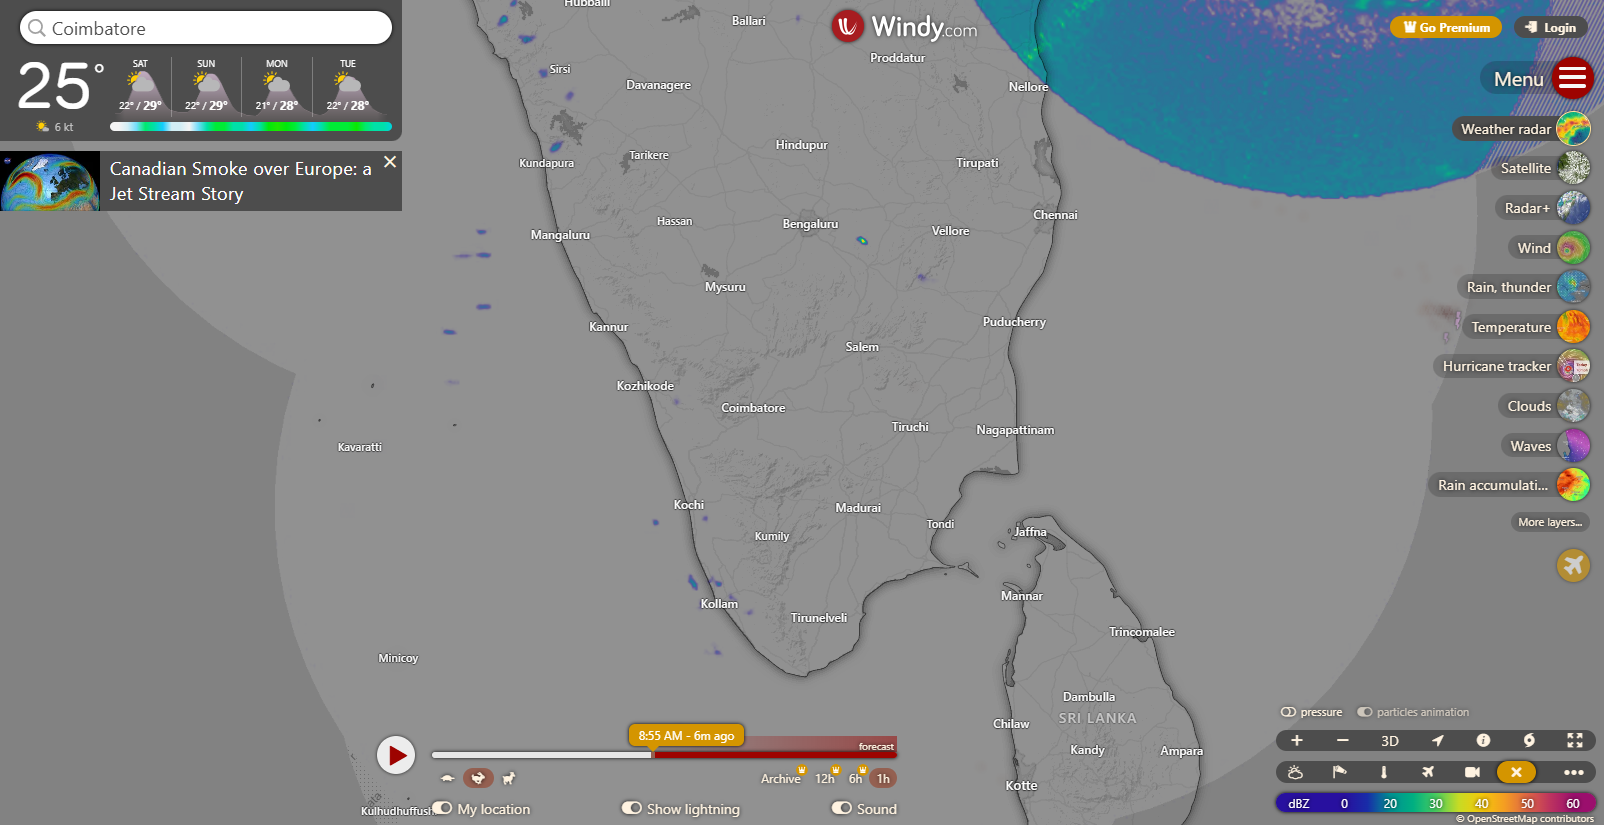 Coimbatore
25°
6 kt
SAT
22° / 29°
SUN
22° / 29°
MON
21° / 28°
TUE
22° / 28°
Canadian Smoke over Europe: a
Jet Stream Story
Windy.com
Go Premium
Login
Menu
Weather radar
Satellite
Radar+
Wind
Rain, thunder
Temperature
Hurricane tracker
Clouds
Waves
Rain accumulati...
More layers...
Hubballi
Ballari
Proddatur
Sirsi
Davanagere
Nellore
Hindupur
Tarikere
Kundapura
Tirupati
Chennai
Hassan
Bengaluru
Vellore
Mangaluru
Mysuru
Puducherry
Kannur
Salem
Kozhikode
Coimbatore
Tiruchi
Nagapattinam
Kavaratti
Kochi
Madurai
Tondi
Jaffna
Kumily
Mannar
Kollam
Tirunelveli
Trincomalee
Minicoy
Dambulla
SRI LANKA
Chilaw
Kandy
Ampara
Kotte
Kulhudhuffush
8:55 AM - 6m ago
forecast
Archive
12h
6h
1h
My location
Show lightning
Sound
pressure
particles animation
+
−
3D
dBZ
0
20
30
40
50
60
© OpenStreetMap contributors